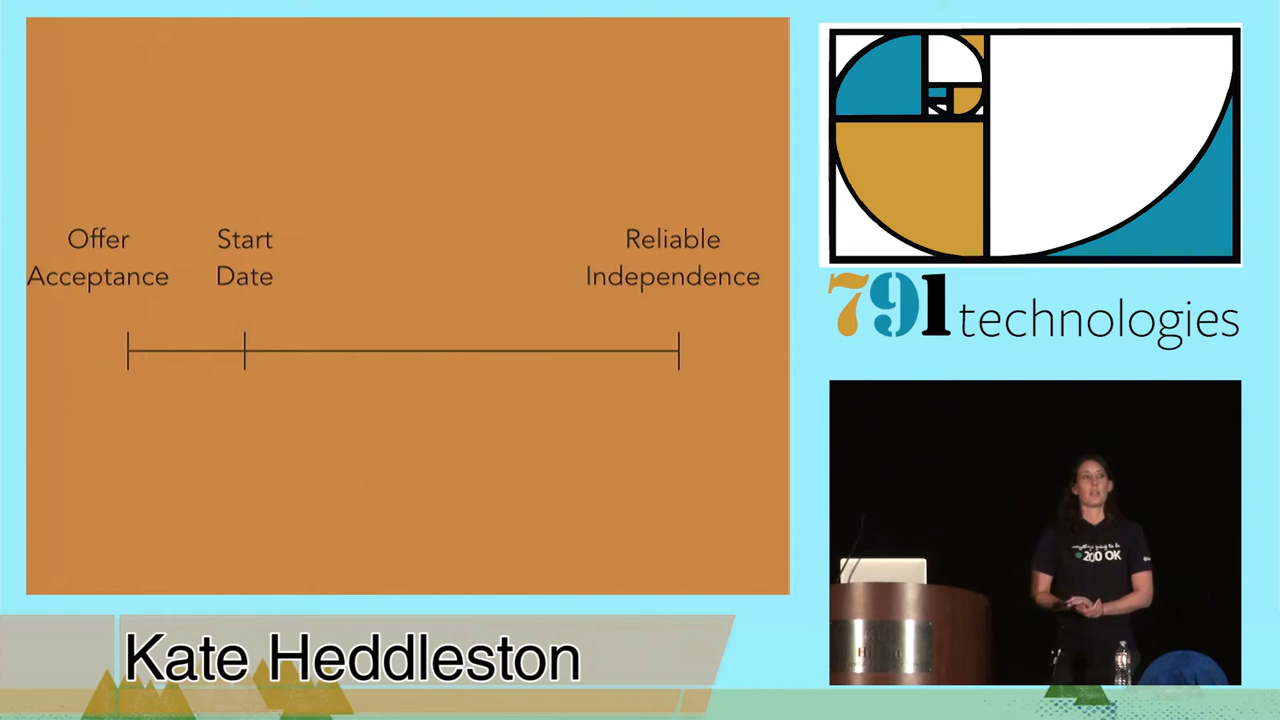 Offer
Acceptance
Start
Date
Reliable
Independence
791 technologies
200 OK
Kate Heddleston